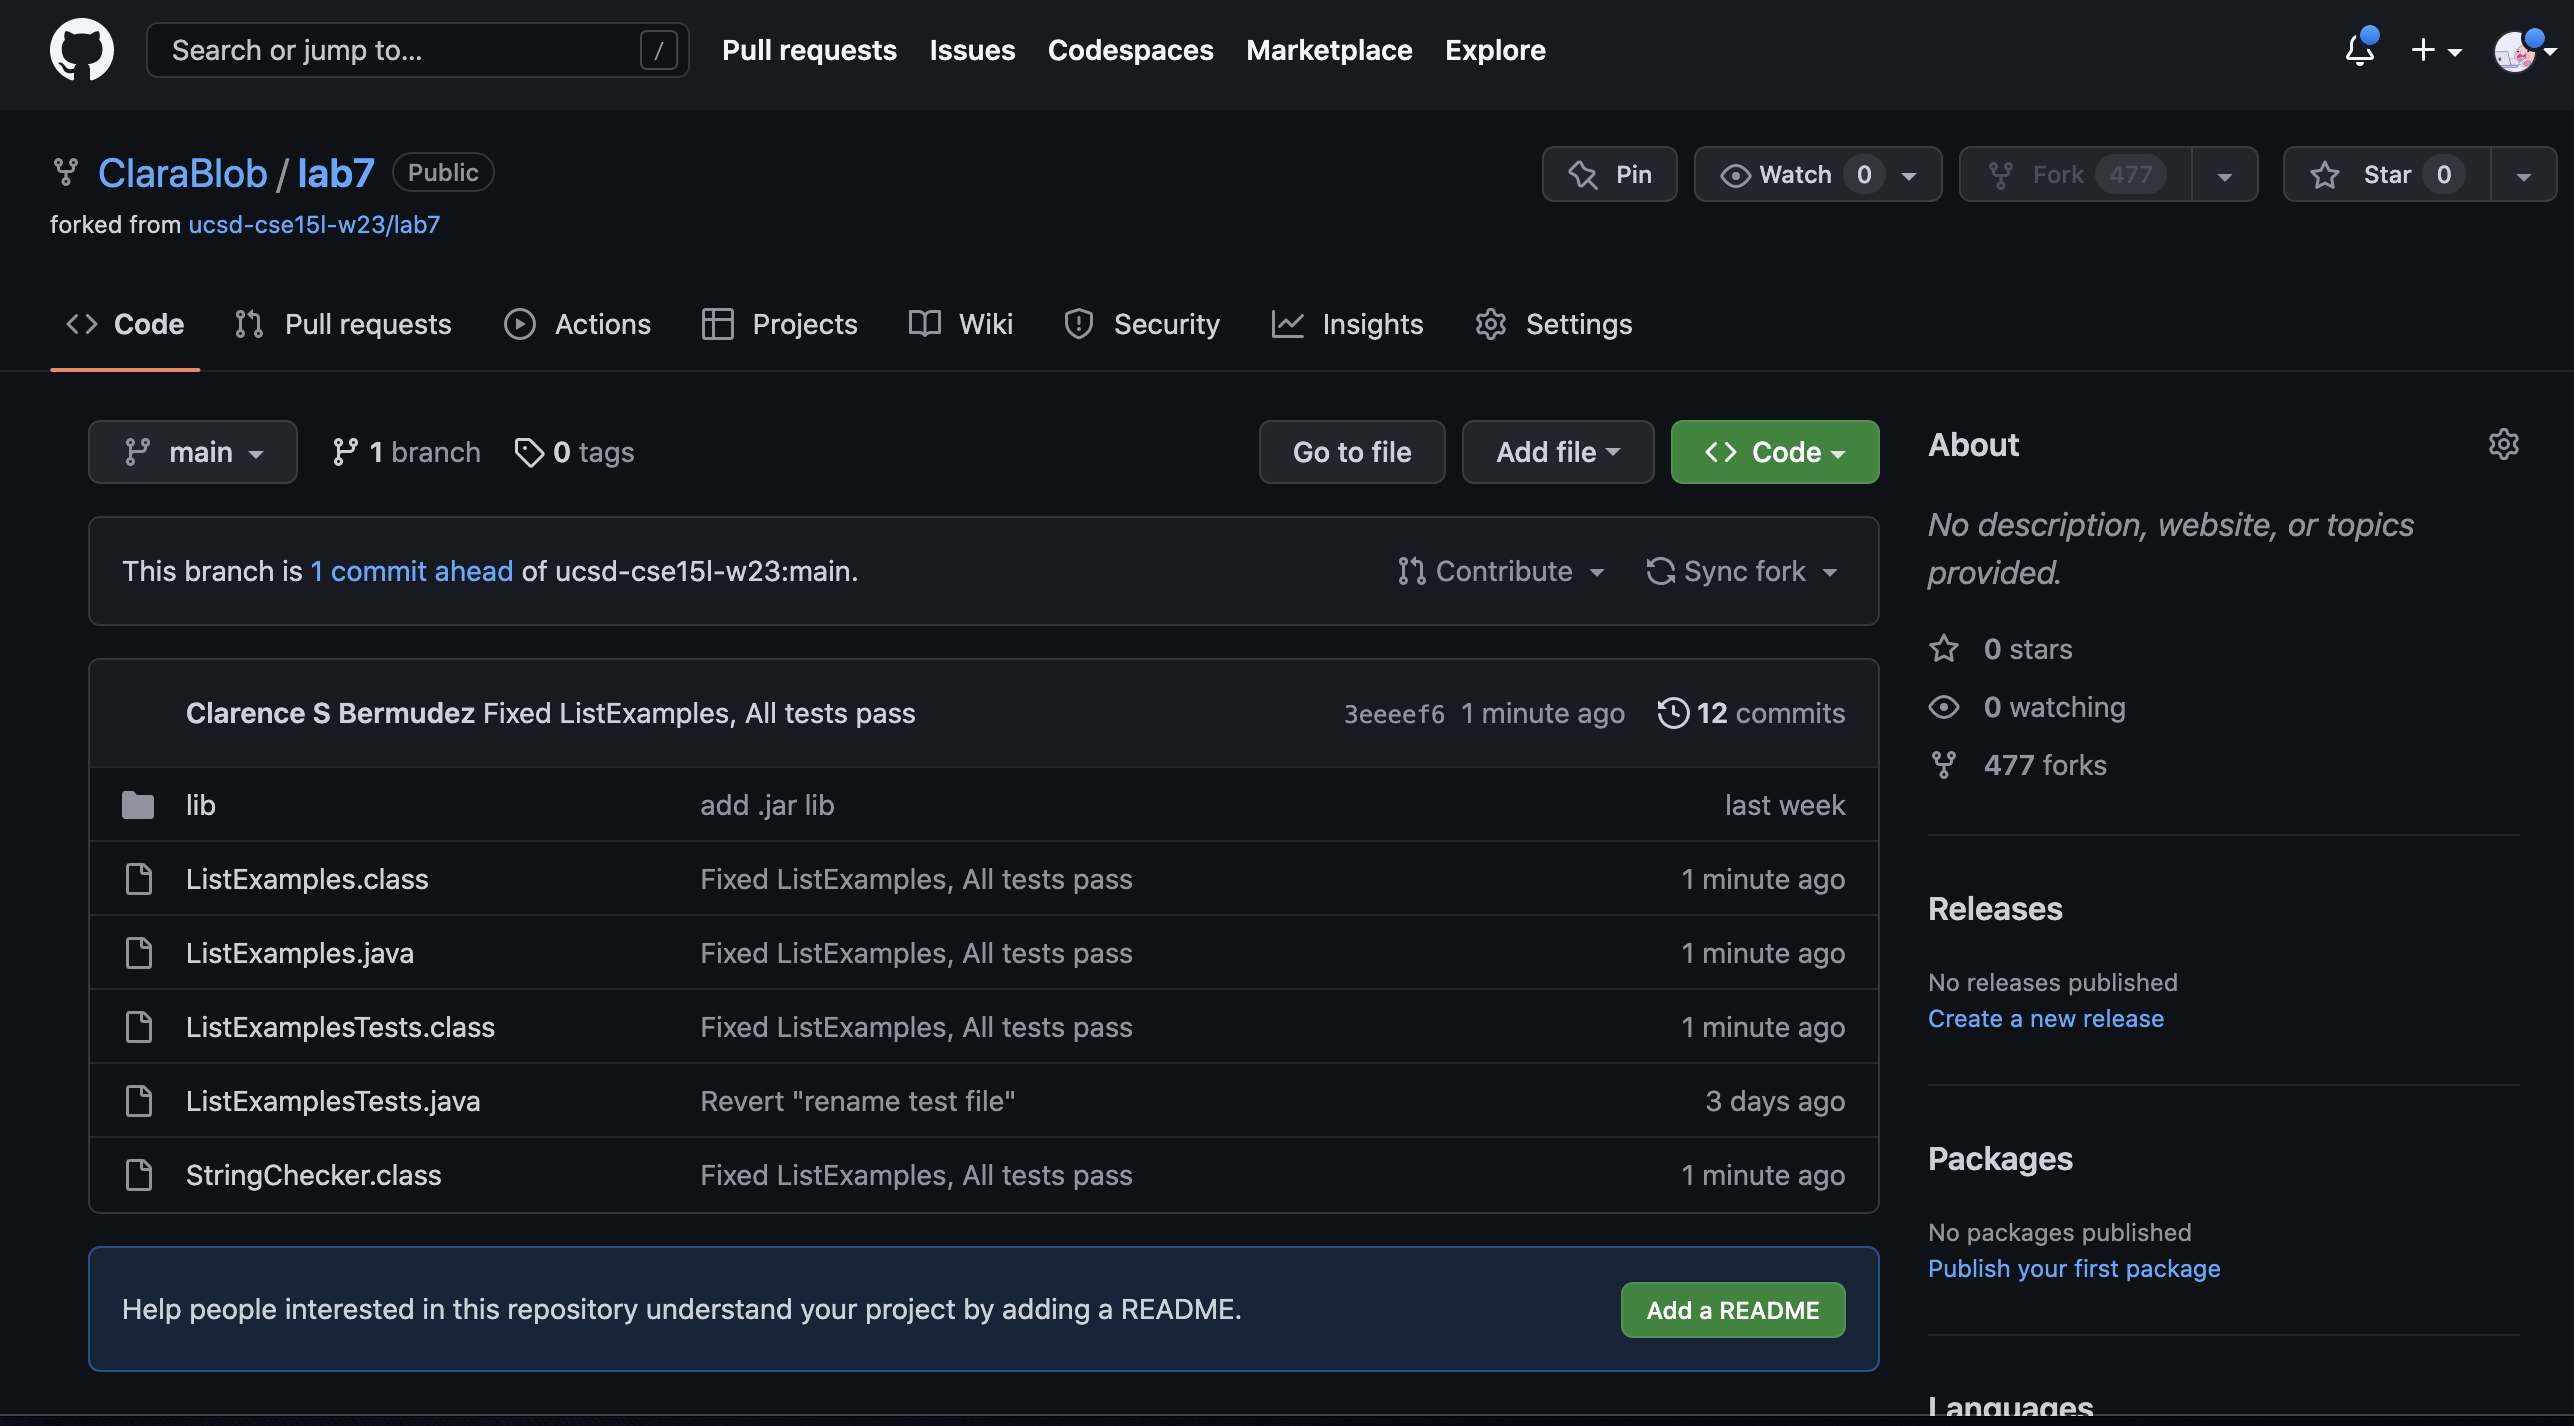 Search or jump to... / Pull requests Issues Codespaces Marketplace Explore
ClaraBlob / lab7 Public Pin Watch 0 Fork 477 Star 0
forked from ucsd-cse15l-w23/lab7
Code Pull requests Actions Projects Wiki Security Insights Settings
main 1 branch 0 tags Go to file Add file Code
This branch is 1 commit ahead of ucsd-cse15l-w23:main. Contribute Sync fork
Clarence S Bermudez Fixed ListExamples, All tests pass 3eeeef6 1 minute ago 12 commits
lib add .jar lib last week
ListExamples.class Fixed ListExamples, All tests pass 1 minute ago
ListExamples.java Fixed ListExamples, All tests pass 1 minute ago
ListExamplesTests.class Fixed ListExamples, All tests pass 1 minute ago
ListExamplesTests.java Revert "rename test file" 3 days ago
StringChecker.class Fixed ListExamples, All tests pass 1 minute ago
Help people interested in this repository understand your project by adding a README. Add a README
About
No description, website, or topics
provided.
0 stars
0 watching
477 forks
Releases
No releases published
Create a new release
Packages
No packages published
Publish your first package
Languages